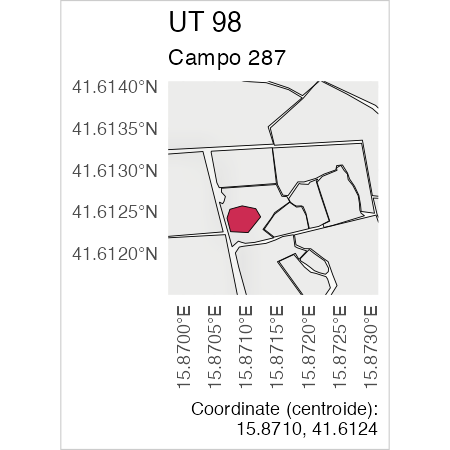 UT 98
Campo 287
41.6140°N
41.6135°N
41.6130°N
41.6125°N
41.6120°N
15.8700°E
15.8705°E
15.8710°E
15.8715°E
15.8720°E
15.8725°E
15.8730°E
Coordinate (centroide):
15.8710, 41.6124